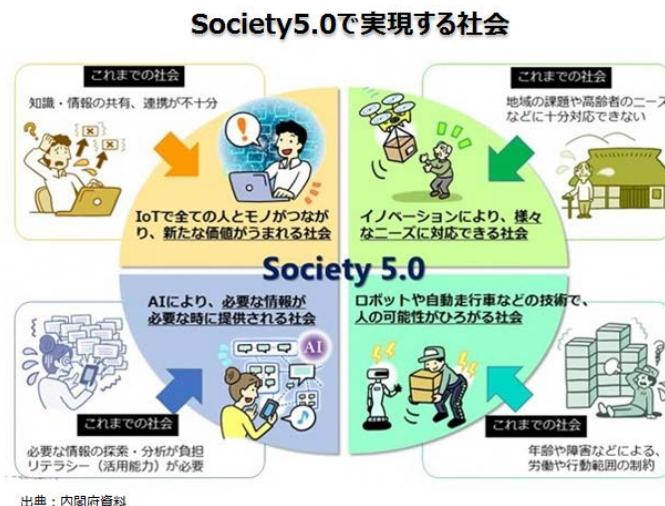 Society5.0で実現する社会
これまでの社会
知識・情報の共有、連携が不十分
IoTで全ての人とモノがつなが
り、新たな価値がうまれる社会
これまでの社会
地域の課題や高齢者のニーズ
などに十分対応できない
イノベーションにより、様々
なニーズに対応できる社会
Society 5.0
AIにより、必要な情報が
必要な時に提供される社会
AI
これまでの社会
必要な情報の探索・分析が負担
リテラシー（活用能力）が必要
ロボットや自動走行車などの技術で、
人の可能性がひろがる社会
これまでの社会
年齢や障害などによる、
労働や行動範囲の制約
出典：内閣府資料